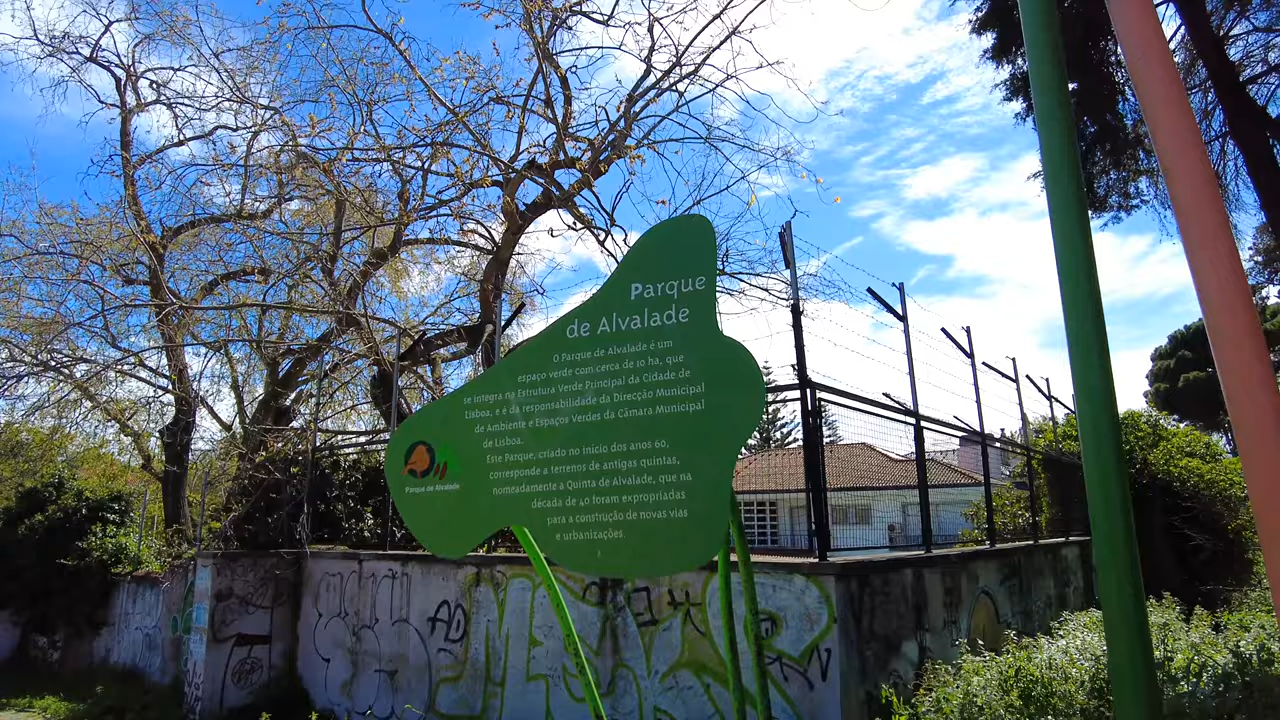 Parque
de Alvalade
O Parque de Alvalade é um
espaço verde com cerca de 10 ha, que
se integra na Estrutura Verde Principal da Cidade de
Lisboa, e é da responsabilidade da Direcção Municipal
de Ambiente e Espaços Verdes da Câmara Municipal
de Lisboa.
Este Parque, criado no início dos anos 60,
corresponde a terrenos de antigas quintas,
nomeadamente a Quinta de Alvalade, que na
década de 40 foram expropriadas
para a construção de novas vias
e urbanizações.
Parque de Alvalade
AD